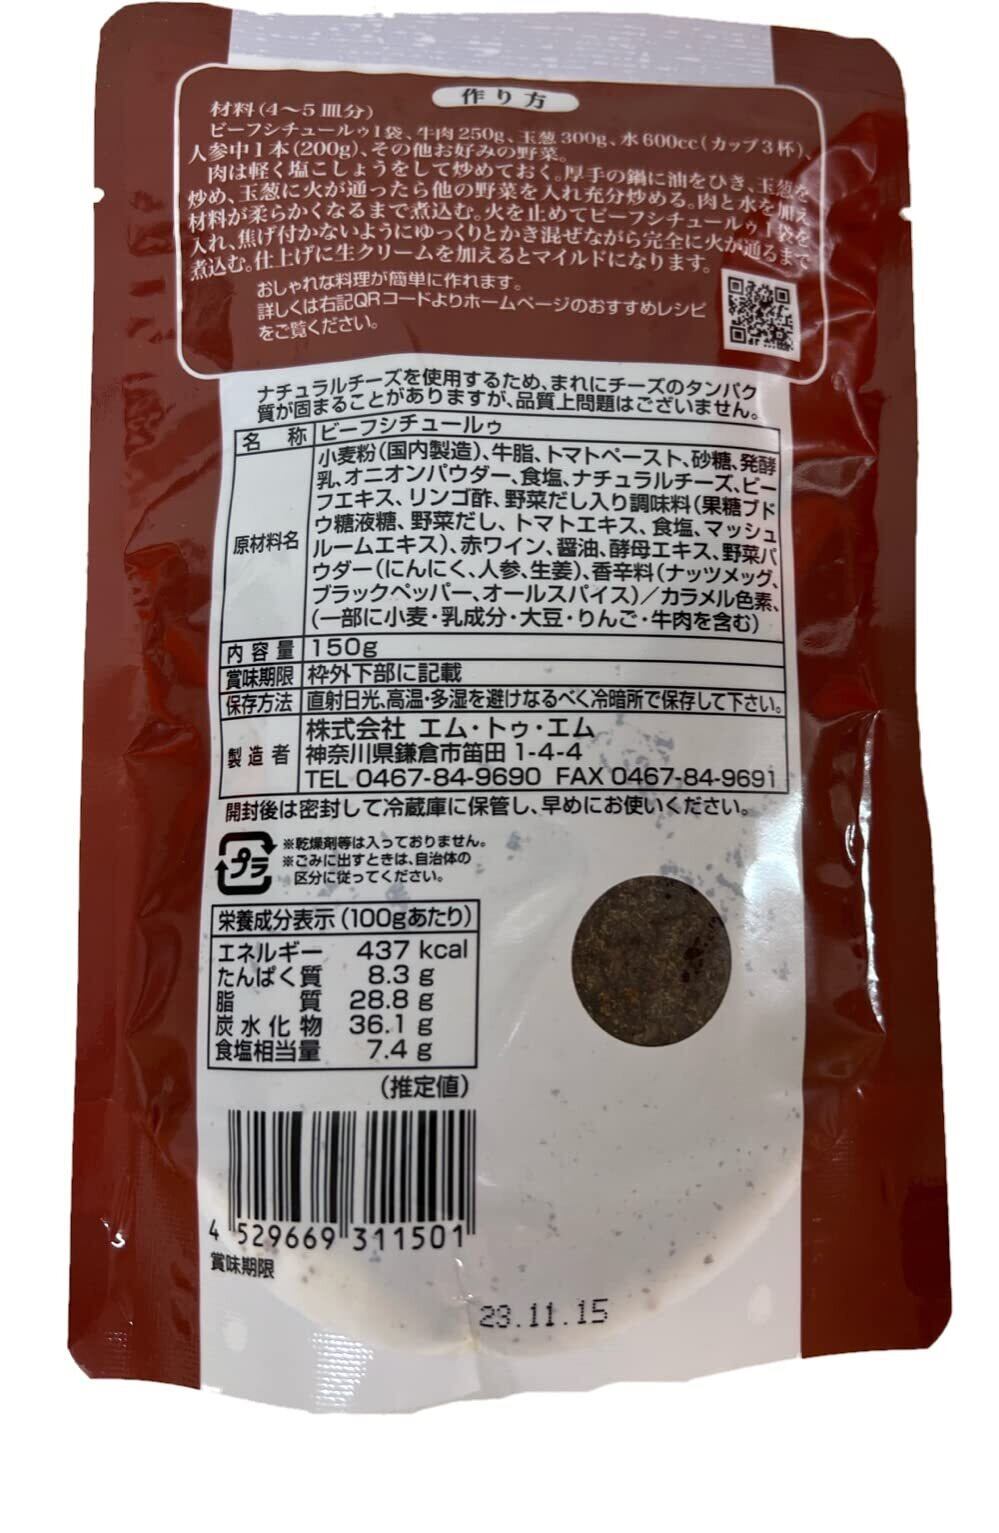 作り方
材料(4〜5皿分)
ビーフシチュールゥ1袋、牛肉250g、玉葱300g、水600cc(カップ3杯)、
人参中1本(200g)、その他お好みの野菜。
肉は軽く塩こしょうをして炒めておく。厚手の鍋に油をひき、玉葱を
炒め、玉葱に火が通ったら他の野菜を入れ充分炒める。肉と水を加え
材料が柔らかくなるまで煮込む。火を止めてビーフシチュールゥ1袋を
入れ、焦げ付かないようにゆっくりとかき混ぜながら完全に火が通るまで
煮込む。仕上げに生クリームを加えるとマイルドになります。
おしゃれな料理が簡単に作れます。
詳しくは右記QRコードよりホームページのおすすめレシピ
をご覧ください。
ナチュラルチーズを使用するため、まれにチーズのタンパク
質が固まることがありますが、品質上問題はございません。
名称 ビーフシチュールゥ
原材料名 小麦粉(国内製造)、牛脂、トマトペースト、砂糖、発酵
乳、オニオンパウダー、食塩、ナチュラルチーズ、ビー
フエキス、リンゴ酢、野菜だし入り調味料(果糖ブド
ウ糖液糖、野菜だし、トマトエキス、食塩、マッシュ
ルームエキス)、赤ワイン、醤油、酵母エキス、野菜パ
ウダー(にんにく、人参、生姜)、香辛料(ナッツメッグ、
ブラックペッパー、オールスパイス)/カラメル色素、
(一部に小麦・乳成分・大豆・りんご・牛肉を含む)
内容量 150g
賞味期限 枠外下部に記載
保存方法 直射日光、高温・多湿を避けなるべく冷暗所で保存して下さい。
製造者 株式会社 エム・トゥ・エム
神奈川県鎌倉市笛田 1-4-4
TEL 0467-84-9690 FAX 0467-84-9691
開封後は密封して冷蔵庫に保管し、早めにお使いください。
プラ
※乾燥剤等は入っておりません。
※ごみに出すときは、自治体の
区分に従ってください。
栄養成分表示(100gあたり)
エネルギー 437 kcal
たんぱく質 8.3 g
脂質 28.8 g
炭水化物 36.1 g
食塩相当量 7.4 g
(推定値)
4 529669 311501
賞味期限
23.11.15